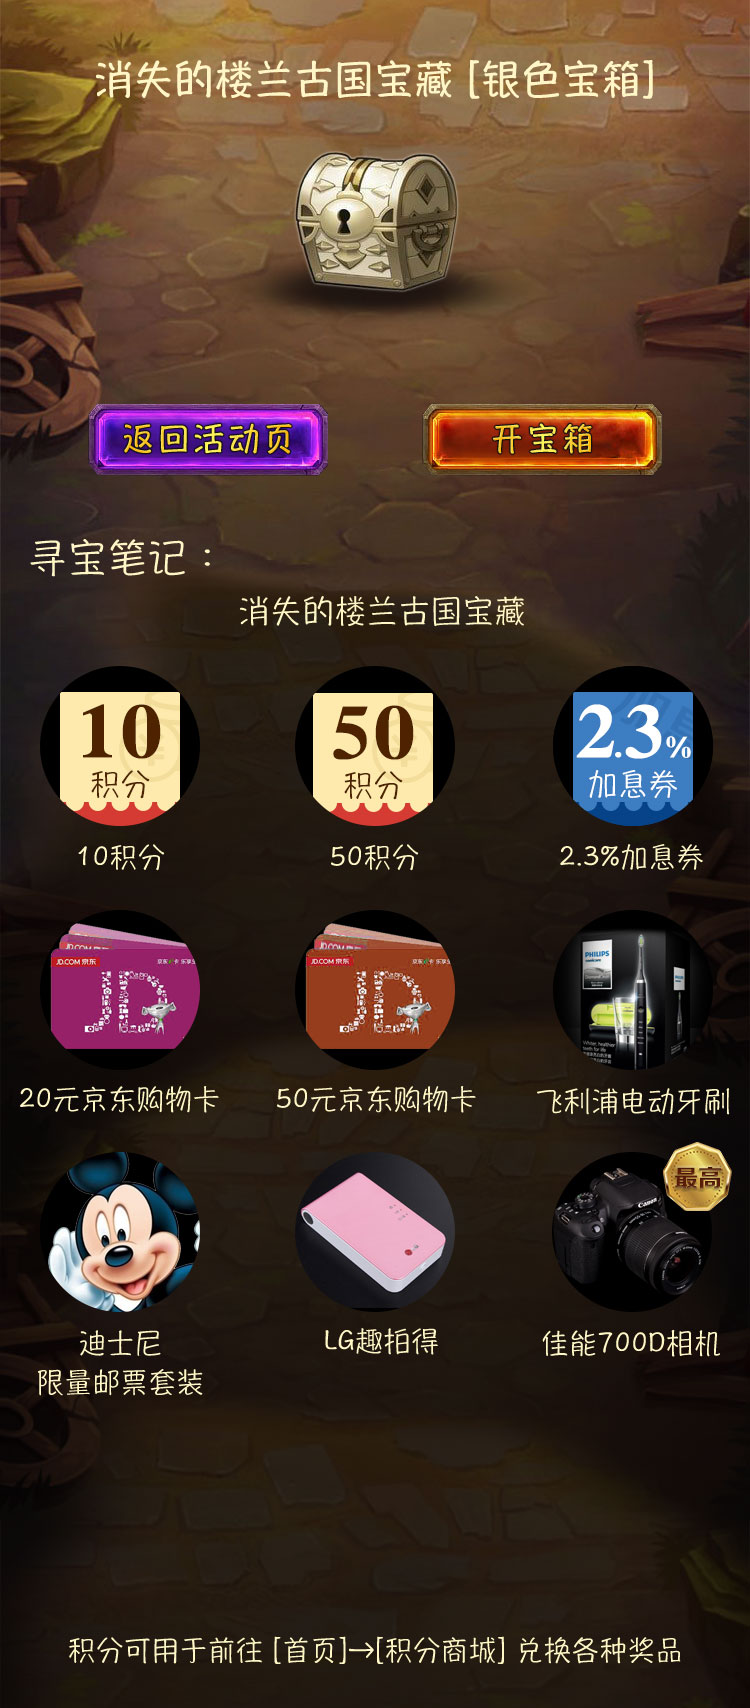 消失的楼兰古国宝藏 [银色宝箱]
返回活动页
开宝箱
寻宝笔记：
消失的楼兰古国宝藏
10
积分
50
积分
2.3%
加息券
10积分
50积分
2.3%加息券
JD.COM 京东
JD
JD.COM 京东
JD
PHILIPS
20元京东购物卡
50元京东购物卡
飞利浦电动牙刷
最高
Canon
迪士尼
限量邮票套装
LG趣拍得
佳能700D相机
积分可用于前往 [首页]→[积分商城] 兑换各种奖品